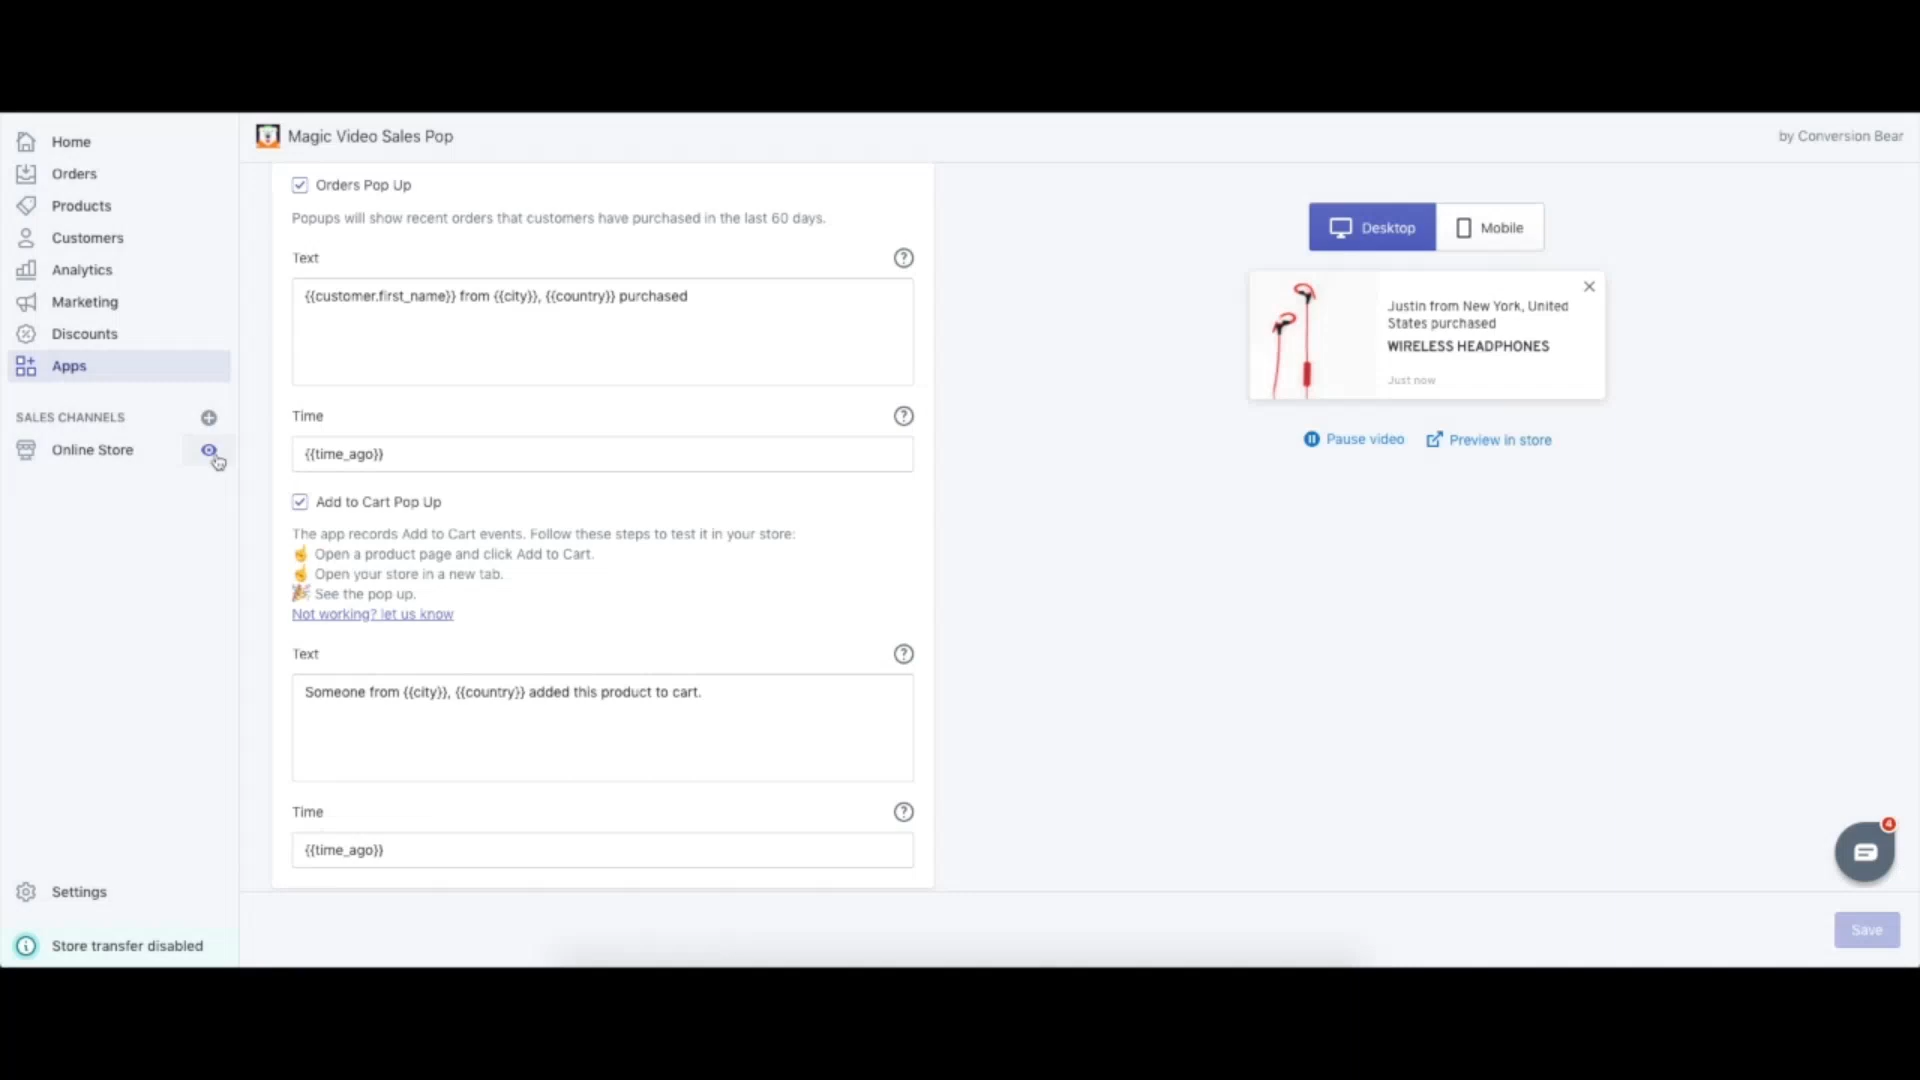 Home
Orders
Products
Customers
Analytics
Marketing
Discounts
Apps
SALES CHANNELS
Online Store
Settings
Store transfer disabled
Magic Video Sales Pop
by Conversion Bear
Orders Pop Up
Popups will show recent orders that customers have purchased in the last 60 days.
Text
{{customer.first_name}} from {{city}}, {{country}} purchased
Time
{{time_ago}}
Add to Cart Pop Up
The app records Add to Cart events. Follow these steps to test it in your store:
☝ Open a product page and click Add to Cart.
☝ Open your store in a new tab.
🎉 See the pop up.
Not working? let us know
Text
Someone from {{city}}, {{country}} added this product to cart.
Time
{{time_ago}}
Desktop
Mobile
Justin from New York, United
States purchased
WIRELESS HEADPHONES
Just now
Pause video
Preview in store
4
Save